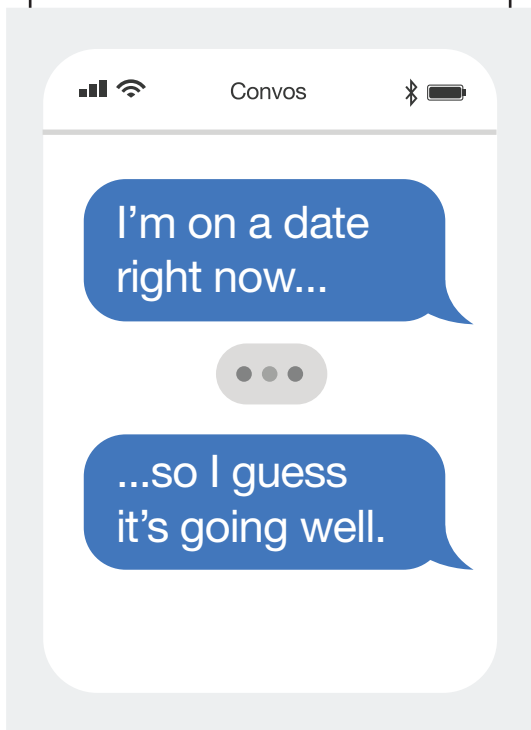 Convos
I’m on a date
right now...
...so I guess
it’s going well.